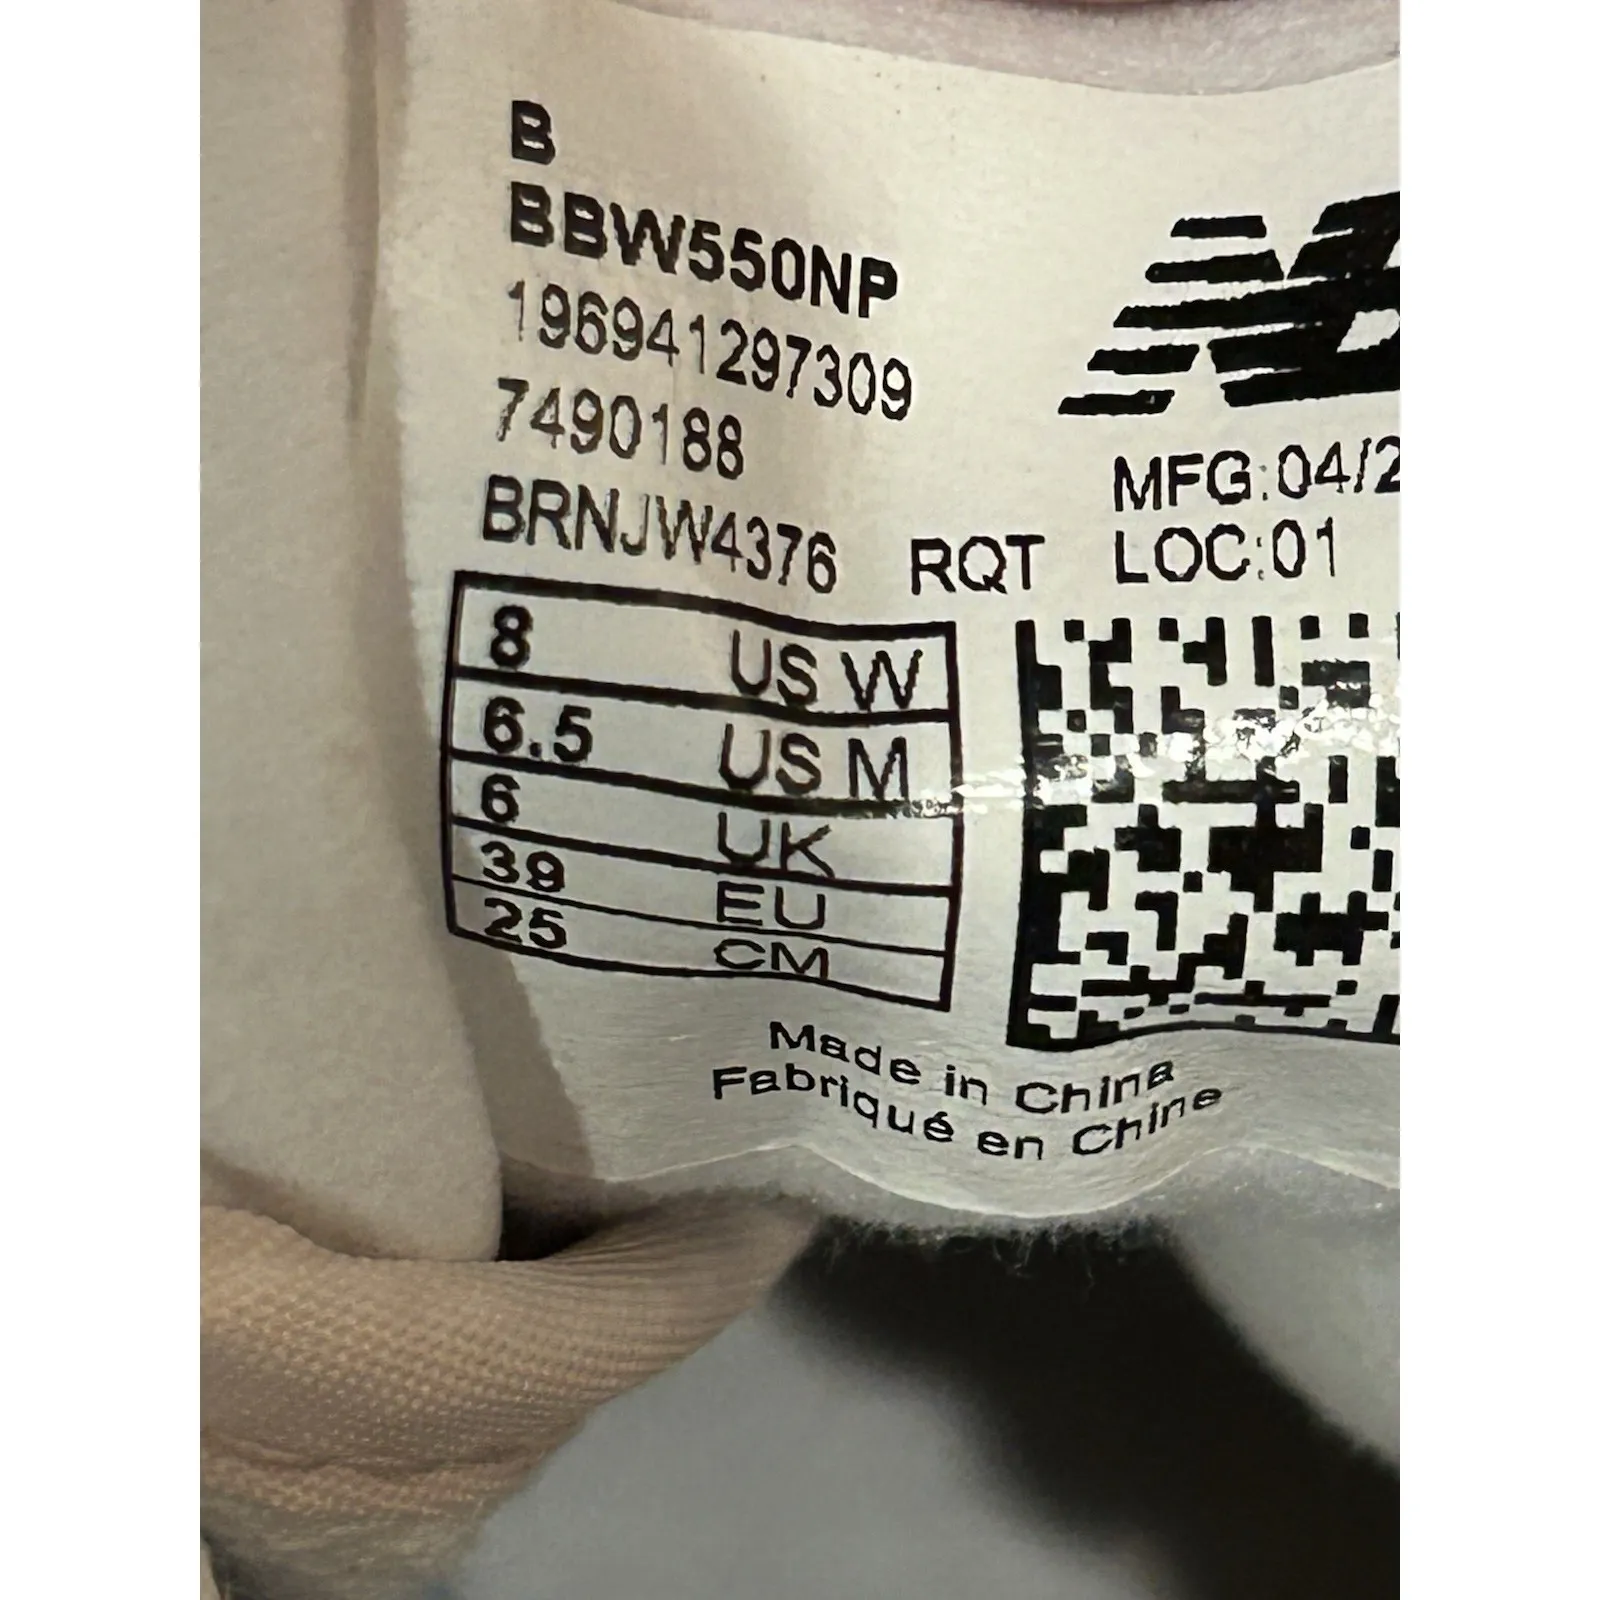 B
BBW550NP
196941297309
7490188
BRNJW4376 RQT
MFG:04/2
LOC:01
8 US W
6.5 US M
6 UK
39 EU
25 CM
Made in China
Fabriqué en Chine